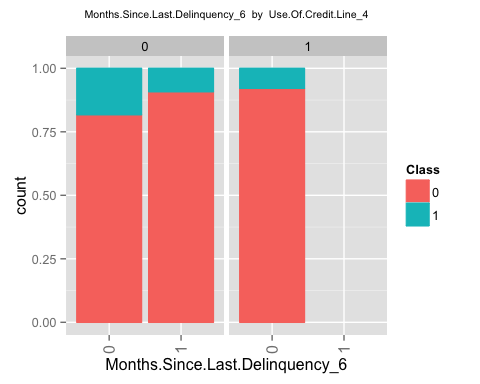 Months.Since.Last.Delinquency_6 by Use.Of.Credit.Line_4
0 1
1.00
0.75
0.50
0.25
0.00
count
0 1 0 1
Months.Since.Last.Delinquency_6
Class
0
1